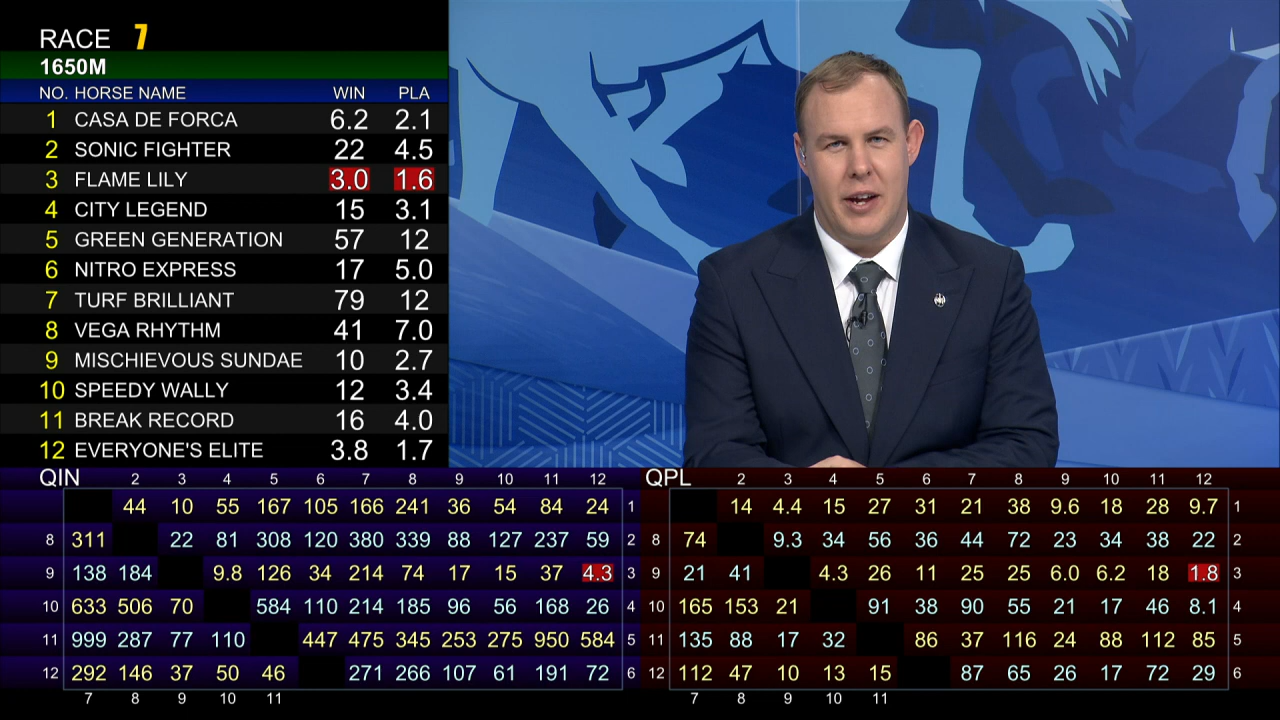 RACE 7
1650M
NO. HORSE NAME WIN PLA
1 CASA DE FORCA 6.2 2.1
2 SONIC FIGHTER 22 4.5
3 FLAME LILY 3.0 1.6
4 CITY LEGEND 15 3.1
5 GREEN GENERATION 57 12
6 NITRO EXPRESS 17 5.0
7 TURF BRILLIANT 79 12
8 VEGA RHYTHM 41 7.0
9 MISCHIEVOUS SUNDAE 10 2.7
10 SPEEDY WALLY 12 3.4
11 BREAK RECORD 16 4.0
12 EVERYONE'S ELITE 3.8 1.7
QIN 2 3 4 5 6 7 8 9 10 11 12
44 10 55 167 105 166 241 36 54 84 24 1
8 311 22 81 308 120 380 339 88 127 237 59 2
9 138 184 9.8 126 34 214 74 17 15 37 4.3 3
10 633 506 70 584 110 214 185 96 56 168 26 4
11 999 287 77 110 447 475 345 253 275 950 584 5
12 292 146 37 50 46 271 266 107 61 191 72 6
7 8 9 10 11
QPL 2 3 4 5 6 7 8 9 10 11 12
14 4.4 15 27 31 21 38 9.6 18 28 9.7 1
8 74 9.3 34 56 36 44 72 23 34 38 22 2
9 21 41 4.3 26 11 25 25 6.0 6.2 18 1.8 3
10 165 153 21 91 38 90 55 21 17 46 8.1 4
11 135 88 17 32 86 37 116 24 88 112 85 5
12 112 47 10 13 15 87 65 26 17 72 29 6
7 8 9 10 11